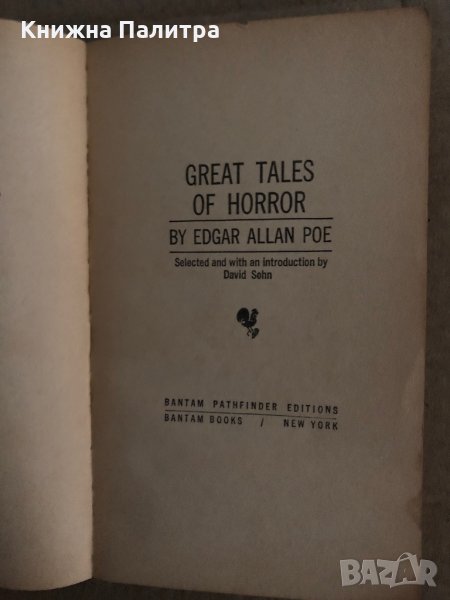 Книжна Палитра
GREAT TALES
OF HORROR
BY EDGAR ALLAN POE
Selected and with an introduction by
David Sohn
BANTAM PATHFINDER EDITIONS
BANTAM BOOKS / NEW YORK
BAZAR